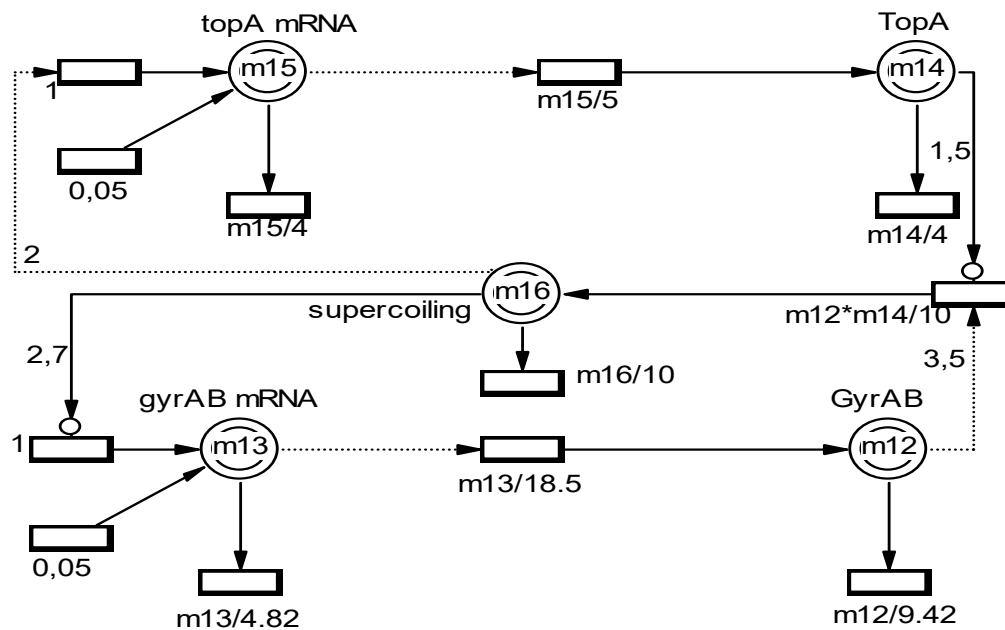 topA mRNA
TopA
m15
m14
1
m15/5
1,5
0,05
m15/4
m14/4
2
m16
supercoiling
m12*m14/10
2,7
m16/10
3,5
gyrAB mRNA
GyrAB
1
m13
m12
m13/18.5
0,05
m13/4.82
m12/9.42